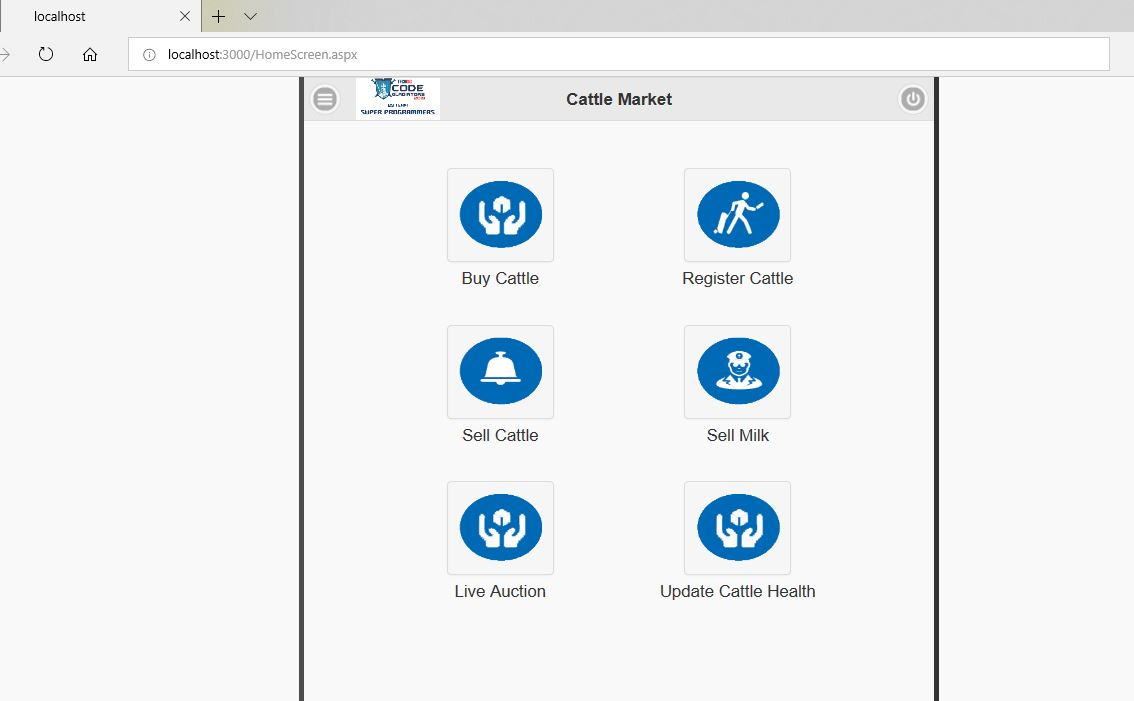 localhost
localhost:3000/HomeScreen.aspx
CODE
GLADIATORS
SUPER PROGRAMMERS
Cattle Market
Buy Cattle
Register Cattle
Sell Cattle
Sell Milk
Live Auction
Update Cattle Health